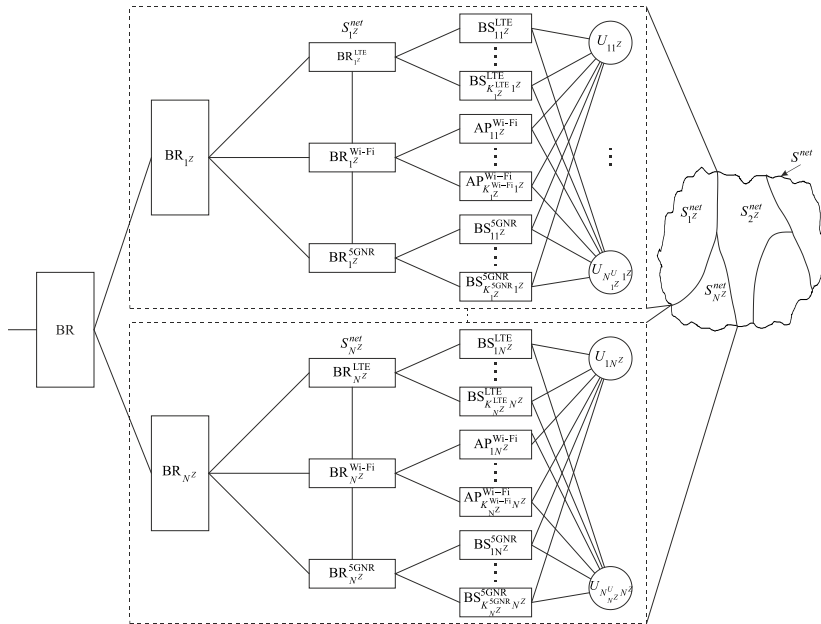 S_{1^Z}^{net}
BR_{1^Z}^{LTE}
BS_{11^Z}^{LTE}
U_{11^Z}
BS_{K_{1^Z}^{LTE}1^Z}^{LTE}
AP_{11^Z}^{Wi-Fi}
BR_{1^Z}
BR_{1^Z}^{Wi-Fi}
AP_{K_{1^Z}^{Wi-Fi}1^Z}^{Wi-Fi}
BS_{11^Z}^{5GNR}
BR_{1^Z}^{5GNR}
BS_{K_{1^Z}^{5GNR}1^Z}^{5GNR}
U_{N_{1^Z}^{U}1^Z}
S^{net}
S_{1^Z}^{net}
S_{2^Z}^{net}
S_{N^Z}^{net}
BR
S_{N^Z}^{net}
BR_{N^Z}^{LTE}
BS_{1N^Z}^{LTE}
U_{1N^Z}
BS_{K_{N^Z}^{LTE}N^Z}^{LTE}
AP_{1N^Z}^{Wi-Fi}
BR_{N^Z}
BR_{N^Z}^{Wi-Fi}
AP_{K_{N^Z}^{Wi-Fi}N^Z}^{Wi-Fi}
BS_{1N^Z}^{5GNR}
BR_{N^Z}^{5GNR}
BS_{K_{N^Z}^{5GNR}N^Z}^{5GNR}
U_{N_{N^Z}^{U}N^Z}